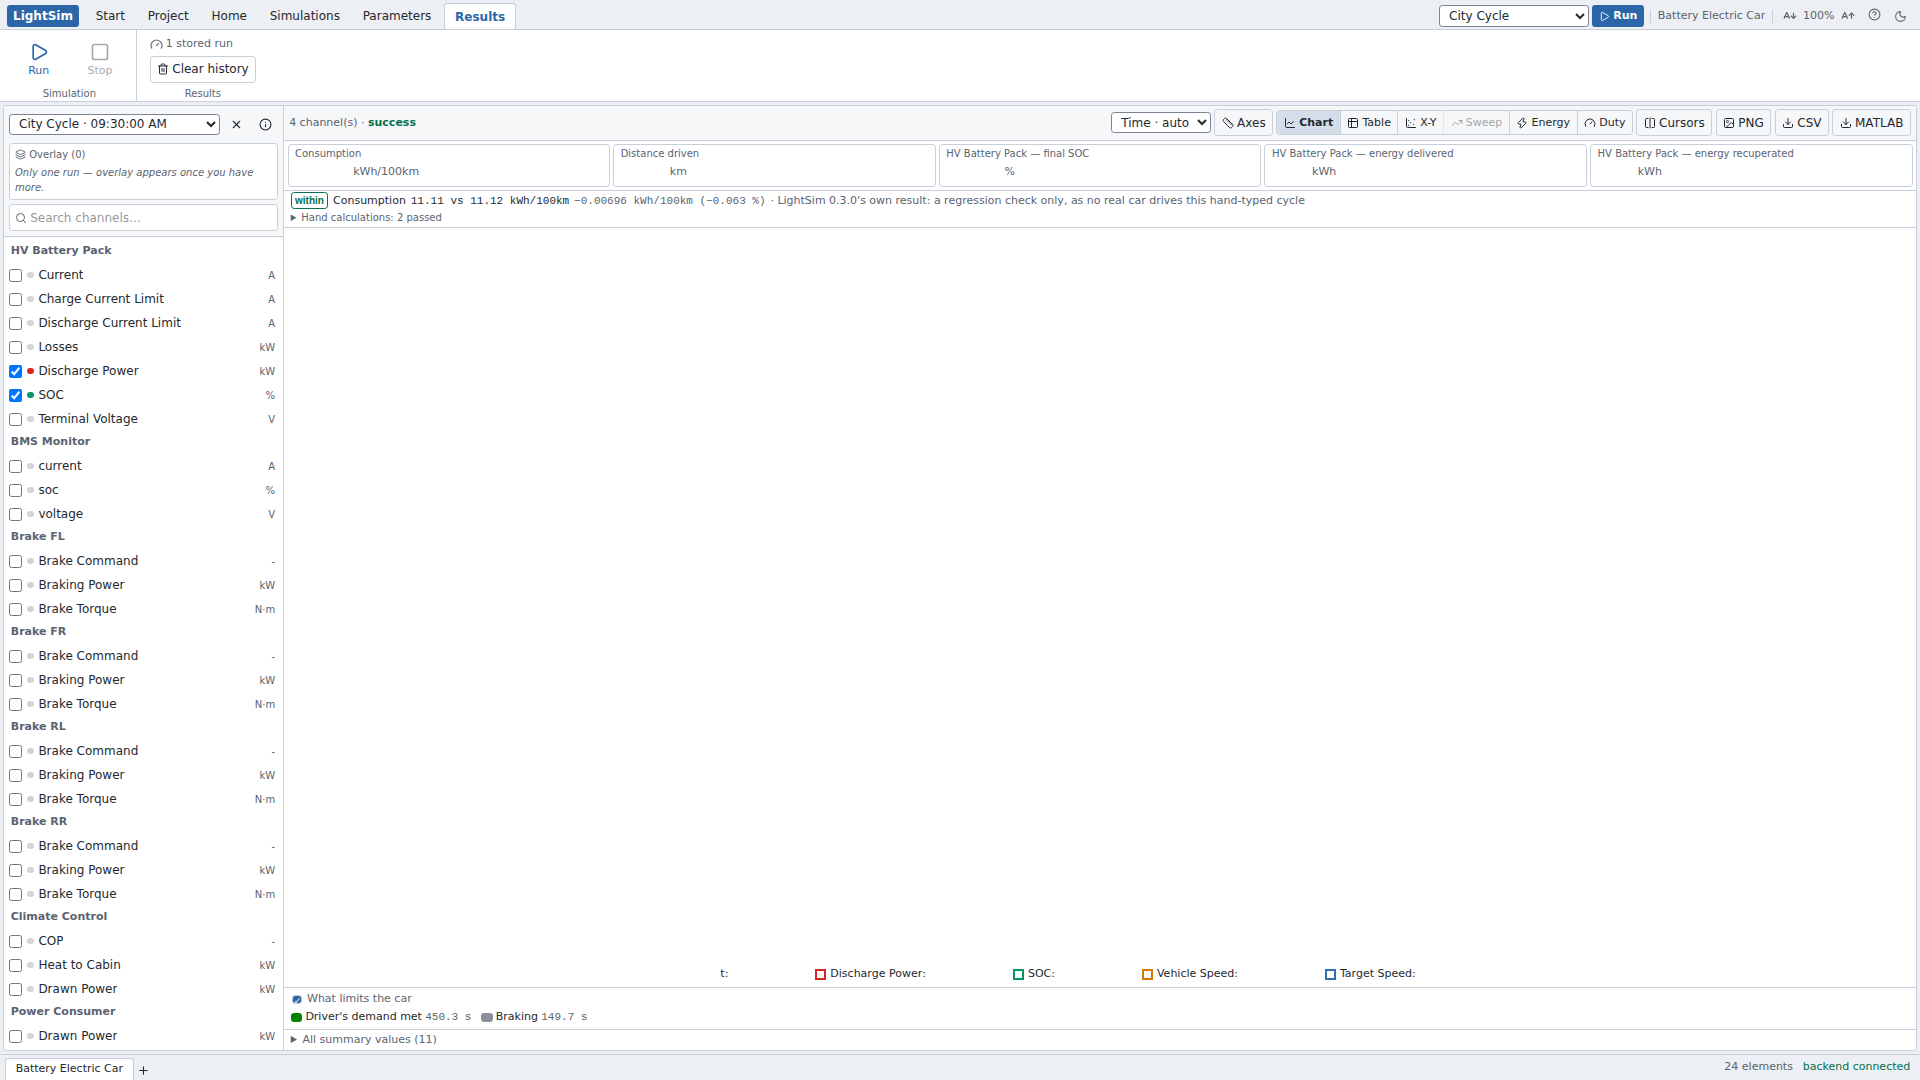 LightSim Start Project Home Simulations Parameters Results City Cycle Run Battery Electric Car A 100% A
Run Stop
Simulation
1 stored run
Clear history
Results
City Cycle · 09:30:00 AM
Overlay (0)
Only one run — overlay appears once you have
more.
Search channels…
HV Battery Pack
Current A
Charge Current Limit A
Discharge Current Limit A
Losses kW
Discharge Power kW
SOC %
Terminal Voltage V
BMS Monitor
current A
soc %
voltage V
Brake FL
Brake Command -
Braking Power kW
Brake Torque N·m
Brake FR
Brake Command -
Braking Power kW
Brake Torque N·m
Brake RL
Brake Command -
Braking Power kW
Brake Torque N·m
Brake RR
Brake Command -
Braking Power kW
Brake Torque N·m
Climate Control
COP -
Heat to Cabin kW
Drawn Power kW
Power Consumer
Drawn Power kW
4 channel(s) · success
Time · auto Axes Chart Table X-Y Sweep Energy Duty Cursors PNG CSV MATLAB
Consumption
kWh/100km
Distance driven
km
HV Battery Pack — final SOC
%
HV Battery Pack — energy delivered
kWh
HV Battery Pack — energy recuperated
kWh
within Consumption 11.11 vs 11.12 kWh/100km −0.00696 kWh/100km (−0.063 %) · LightSim 0.3.0's own result: a regression check only, as no real car drives this hand-typed cycle
Hand calculations: 2 passed
t: Discharge Power: SOC: Vehicle Speed: Target Speed:
What limits the car
Driver's demand met 450.3 s Braking 149.7 s
All summary values (11)
Battery Electric Car +
24 elements backend connected